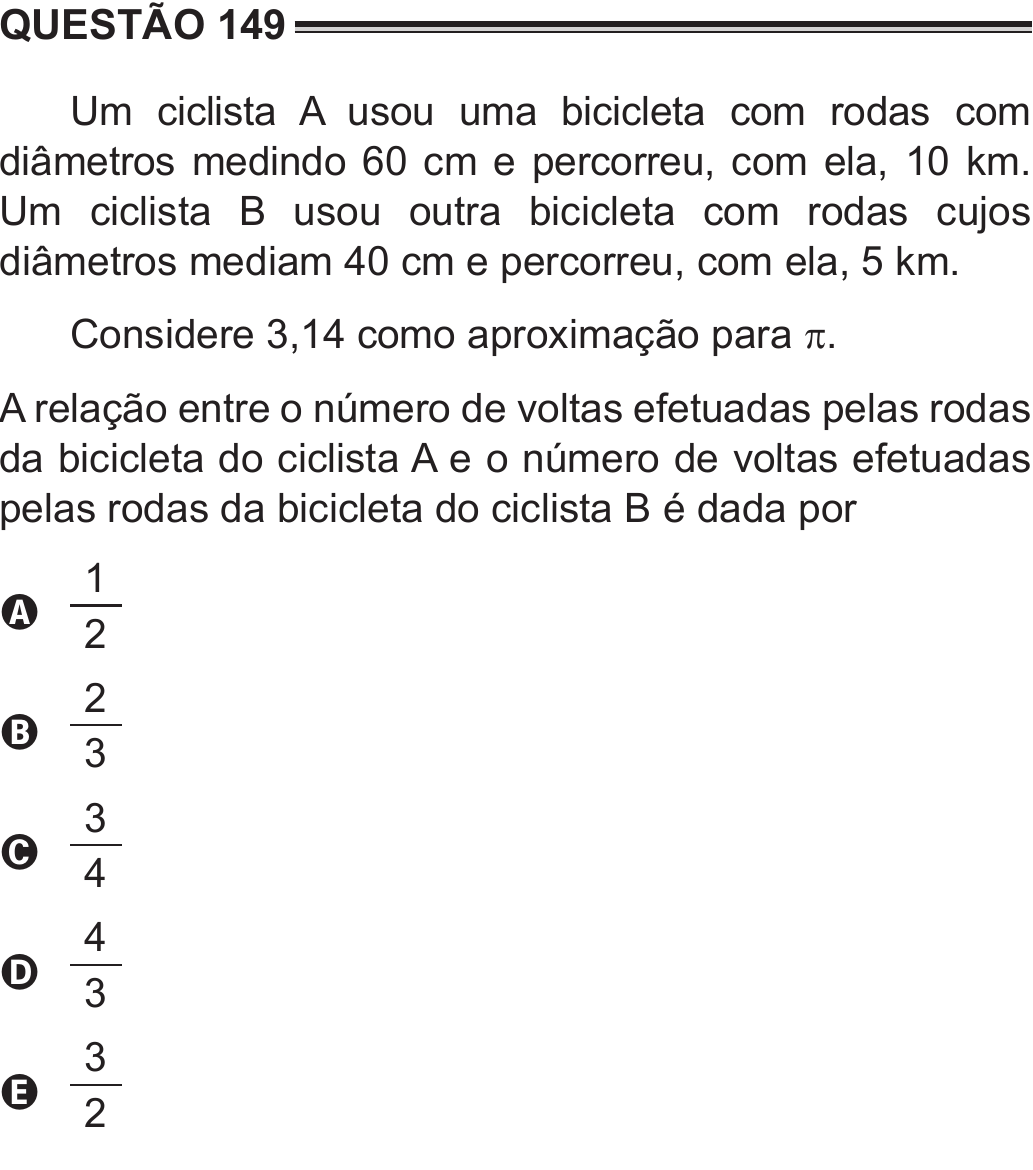 QUESTÃO 149
Um ciclista A usou uma bicicleta com rodas com
diâmetros medindo 60 cm e percorreu, com ela, 10 km.
Um ciclista B usou outra bicicleta com rodas cujos
diâmetros mediam 40 cm e percorreu, com ela, 5 km.
Considere 3,14 como aproximação para π.
A relação entre o número de voltas efetuadas pelas rodas
da bicicleta do ciclista A e o número de voltas efetuadas
pelas rodas da bicicleta do ciclista B é dada por
A 1/2
B 2/3
C 3/4
D 4/3
E 3/2